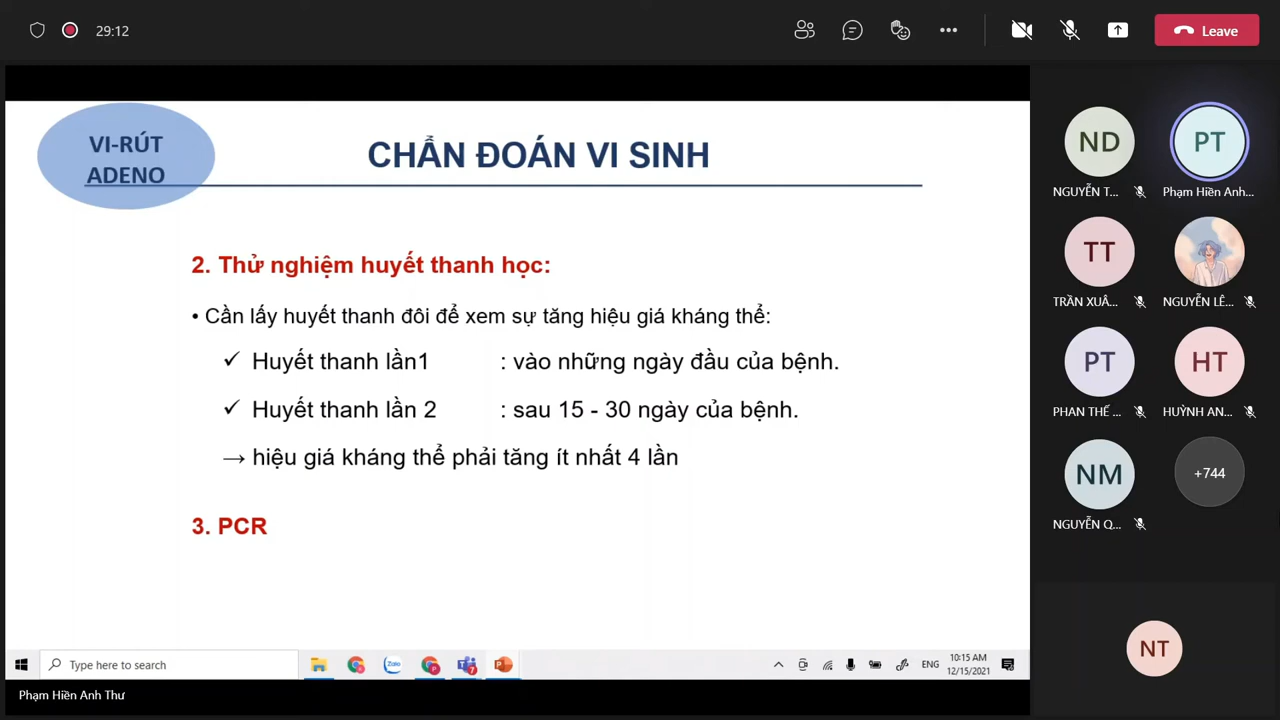 29:12
Leave
VI-RÚT
ADENO
CHẨN ĐOÁN VI SINH
2. Thử nghiệm huyết thanh học:
• Cần lấy huyết thanh đôi để xem sự tăng hiệu giá kháng thể:
✓ Huyết thanh lần1 : vào những ngày đầu của bệnh.
✓ Huyết thanh lần 2 : sau 15 - 30 ngày của bệnh.
→ hiệu giá kháng thể phải tăng ít nhất 4 lần
3. PCR
ND
NGUYỄN T...
PT
Phạm Hiền Anh...
TT
TRẦN XUÂ...
NGUYỄN LÊ...
PT
PHAN THẾ ...
HT
HUỲNH AN...
NM
NGUYỄN Q...
+744
NT
Type here to search
Zalo
ENG
10:15 AM
12/15/2021
Phạm Hiền Anh Thư